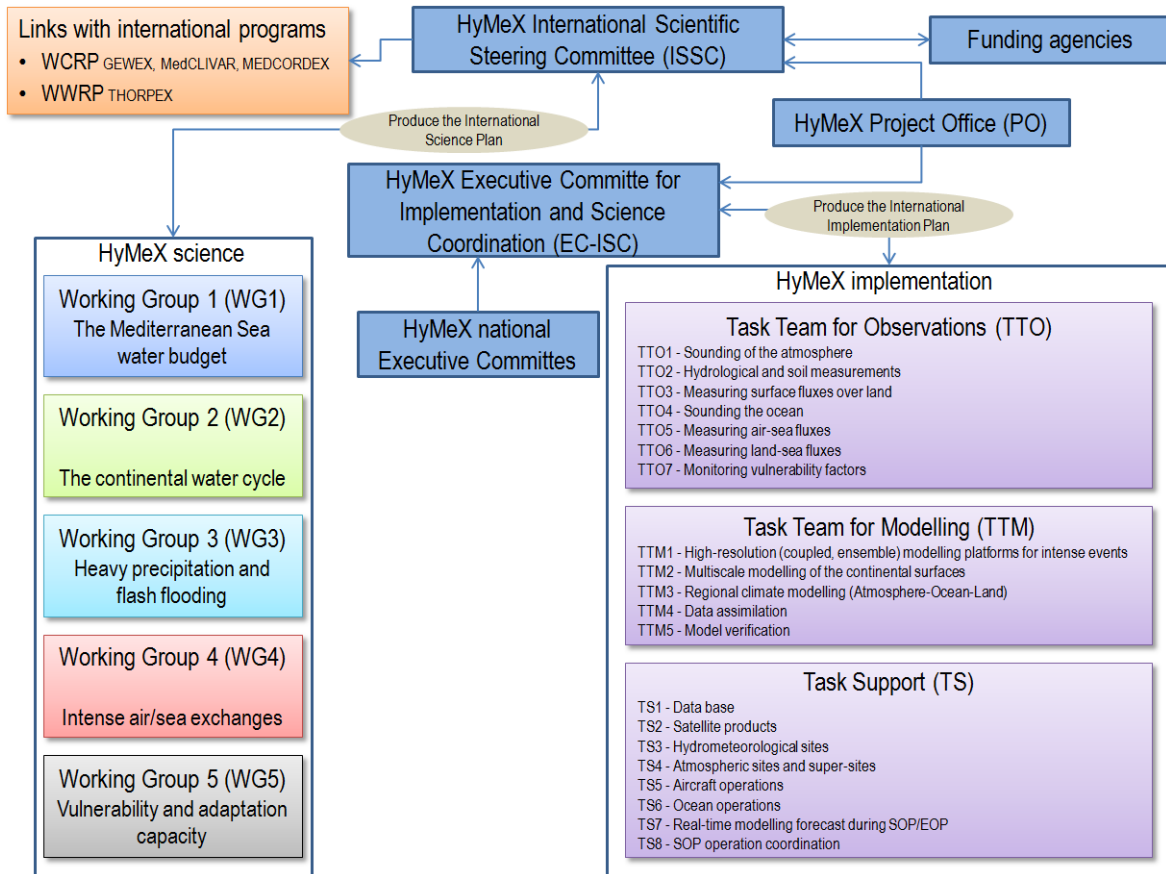 Links with international programs
• WCRP GEWEX, MedCLIVAR, MEDCORDEX
• WWRP THORPEX
HyMeX International Scientific
Steering Committee (ISSC)
Funding agencies
HyMeX Project Office (PO)
Produce the International
Science Plan
HyMeX Executive Committe for
Implementation and Science
Coordination (EC-ISC)
Produce the International
Implementation Plan
HyMeX national
Executive Committes
HyMeX science
Working Group 1 (WG1)
The Mediterranean Sea
water budget
Working Group 2 (WG2)
The continental water cycle
Working Group 3 (WG3)
Heavy precipitation and
flash flooding
Working Group 4 (WG4)
Intense air/sea exchanges
Working Group 5 (WG5)
Vulnerability and adaptation
capacity
HyMeX implementation
Task Team for Observations (TTO)
TTO1 - Sounding of the atmosphere
TTO2 - Hydrological and soil measurements
TTO3 - Measuring surface fluxes over land
TTO4 - Sounding the ocean
TTO5 - Measuring air-sea fluxes
TTO6 - Measuring land-sea fluxes
TTO7 - Monitoring vulnerability factors
Task Team for Modelling (TTM)
TTM1 - High-resolution (coupled, ensemble) modelling platforms for intense events
TTM2 - Multiscale modelling of the continental surfaces
TTM3 - Regional climate modelling (Atmosphere-Ocean-Land)
TTM4 - Data assimilation
TTM5 - Model verification
Task Support (TS)
TS1 - Data base
TS2 - Satellite products
TS3 - Hydrometeorological sites
TS4 - Atmospheric sites and super-sites
TS5 - Aircraft operations
TS6 - Ocean operations
TS7 - Real-time modelling forecast during SOP/EOP
TS8 - SOP operation coordination